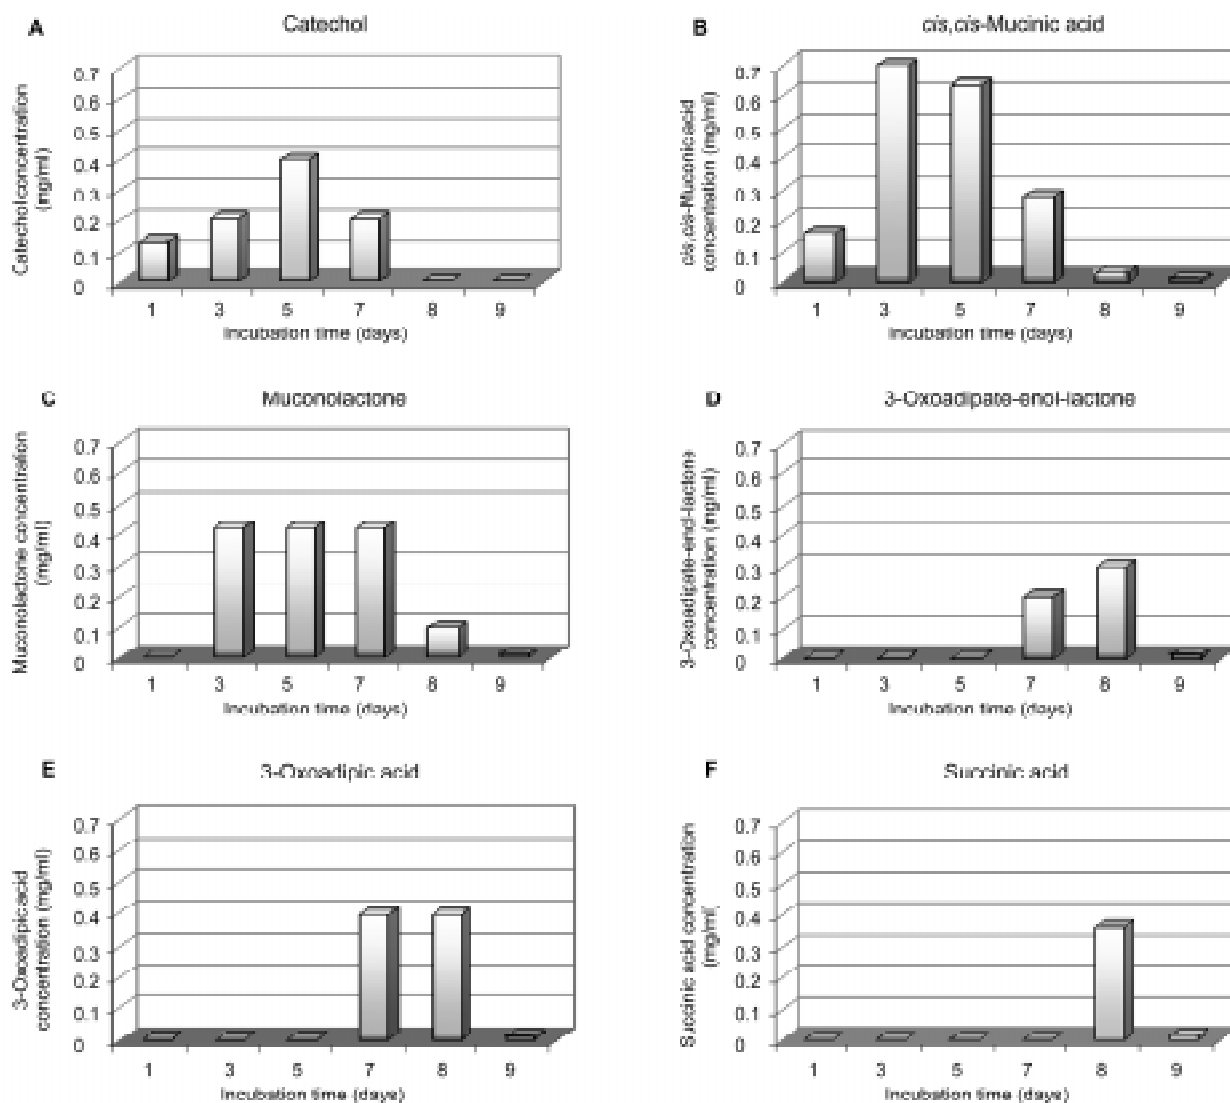 A
Catechol
Catechol concentration
(mg/ml)
0.7
0.6
0.5
0.4
0.3
0.2
0.1
0
1 3 5 7 8 9
Incubation time (days)
B
cis,cis-Mucinic acid
cis,cis-Muconicacid
concentration (mg/ml)
0.7
0.6
0.5
0.4
0.3
0.2
0.1
0
1 3 5 7 8 9
Incubation time (days)
C
Muconolactone
Muconolactone concentration
(mg/ml)
0.7
0.6
0.5
0.4
0.3
0.2
0.1
0
1 3 5 7 8 9
Incubation time (days)
D
3-Oxoadipate-enol-lactone
3-Oxoadipate-enol-lactone
concentration (mg/ml)
0.7
0.6
0.5
0.4
0.3
0.2
0.1
0
1 3 5 7 8 9
Incubation time (days)
E
3-Oxoadipic acid
3-Oxoadipicacid
concentration (mg/ml)
0.7
0.6
0.5
0.4
0.3
0.2
0.1
0
1 3 5 7 8 9
Incubation time (days)
F
Succinic acid
Succinic acid concentration
(mg/ml)
0.7
0.6
0.5
0.4
0.3
0.2
0.1
0
1 3 5 7 8 9
Incubation time (days)